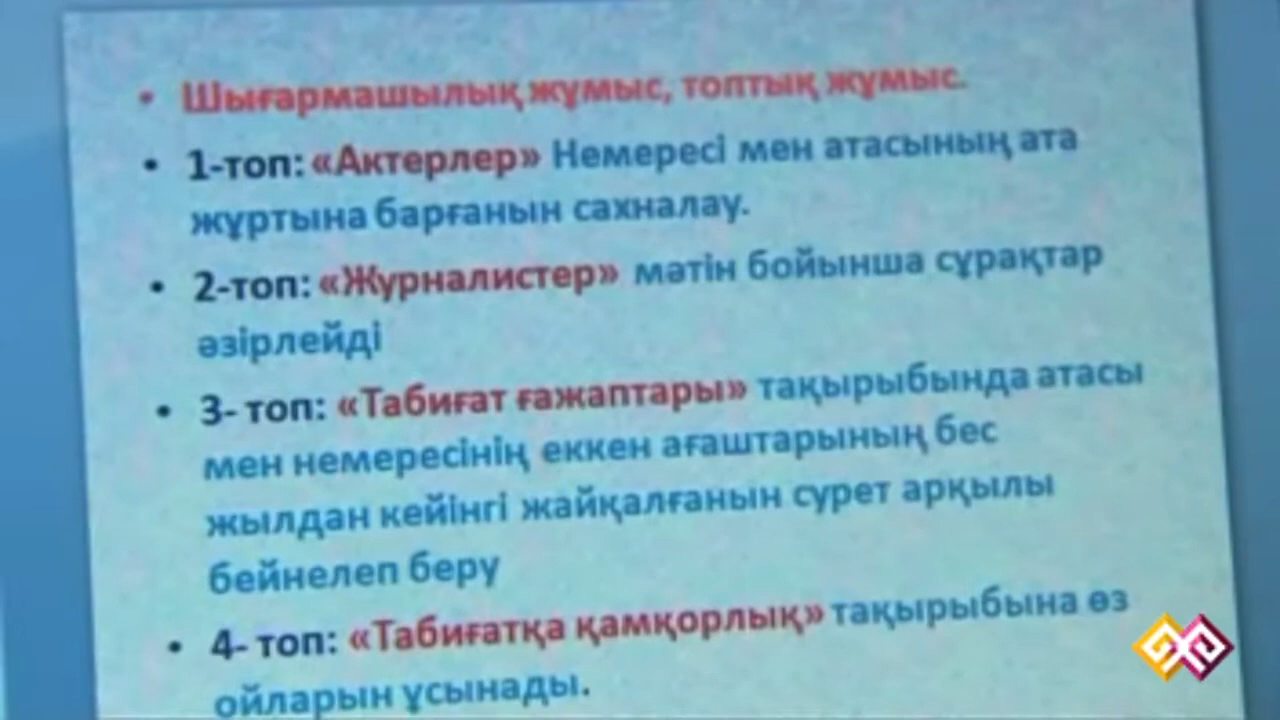 Шығармашылық жұмыс, топтық жұмыс.
1-топ: «Актерлер» Немересі мен атасының ата
жұртына барғанын сахналау.
2-топ: «Журналистер» мәтін бойынша сұрақтар
әзірлейді
3- топ: «Табиғат ғажаптары» тақырыбында атасы
мен немересінің еккен ағаштарының бес
жылдан кейінгі жайқалғанын сурет арқылы
бейнелеп беру
4- топ: «Табиғатқа қамқорлық» тақырыбына өз
ойларын ұсынады.